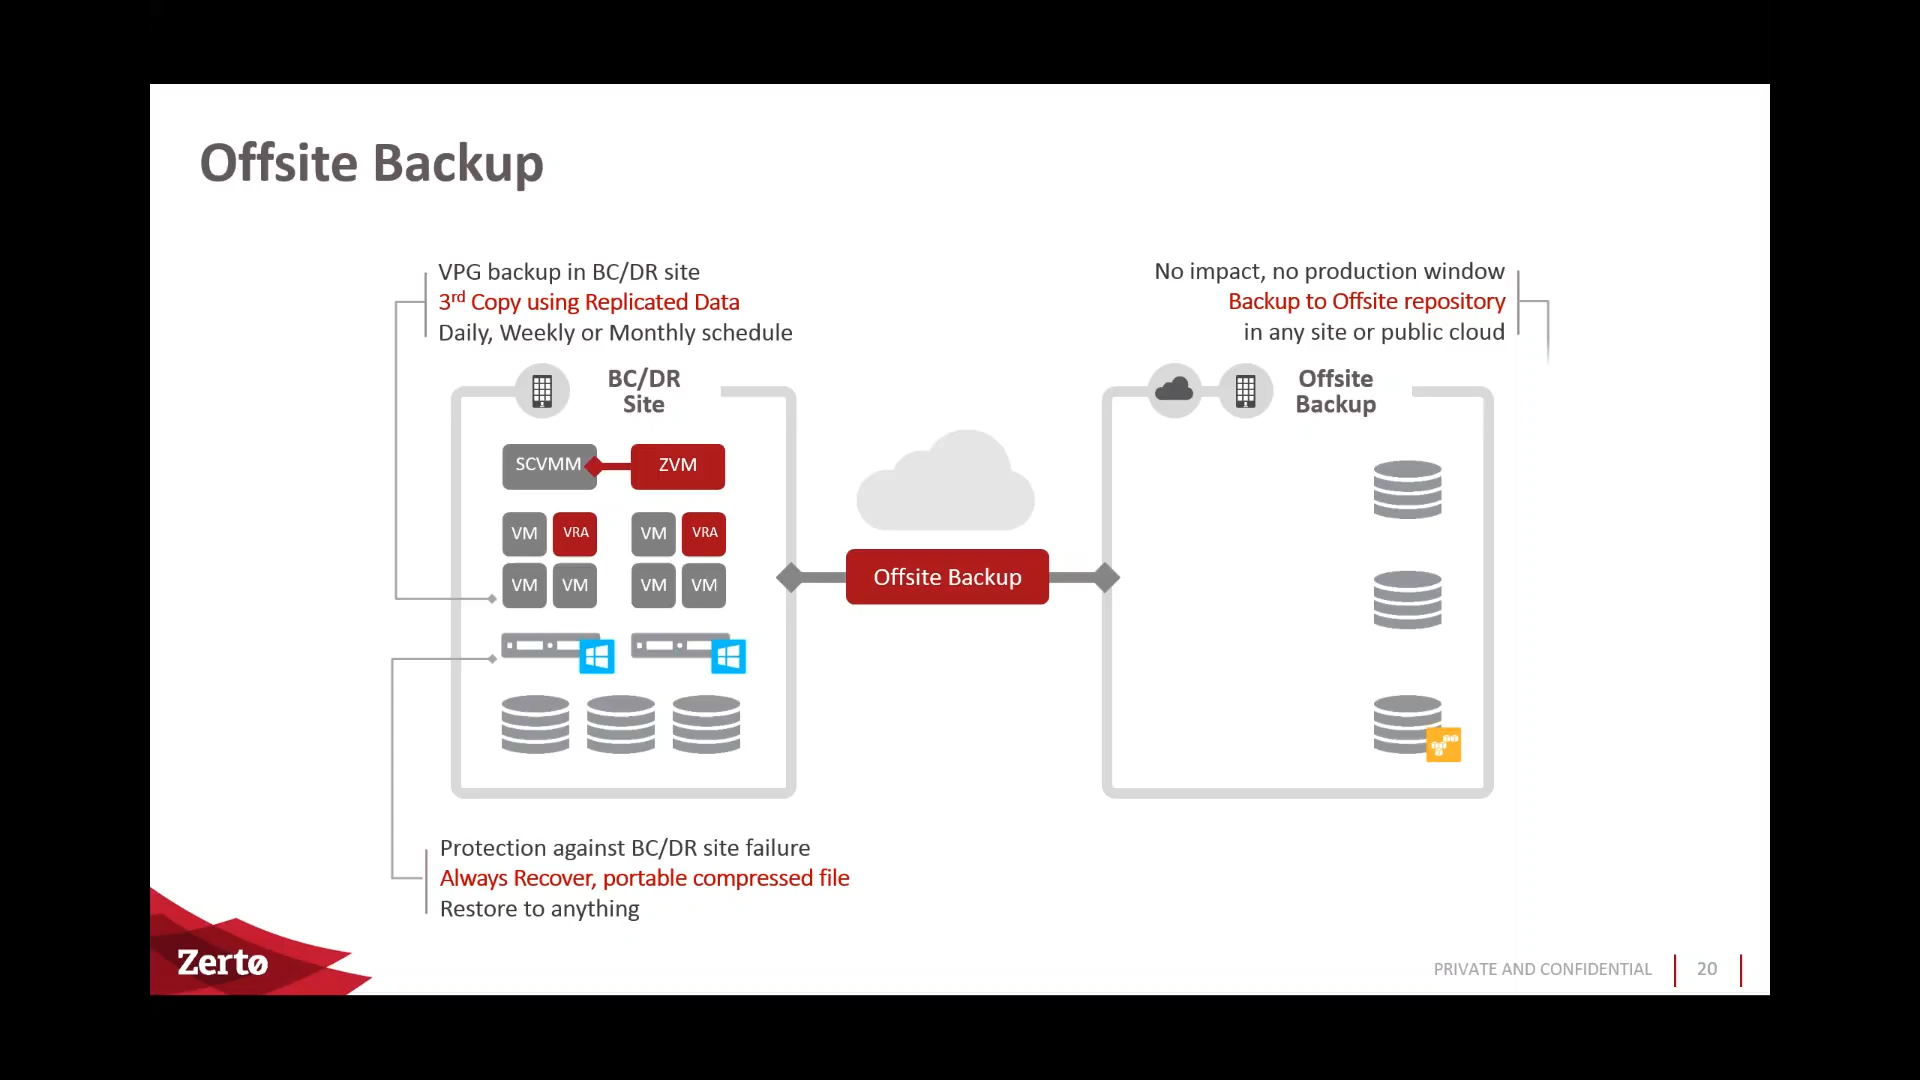 Offsite Backup
VPG backup in BC/DR site
3rd Copy using Replicated Data
Daily, Weekly or Monthly schedule
No impact, no production window
Backup to Offsite repository
in any site or public cloud
BC/DR
Site
Offsite
Backup
SCVMM
ZVM
VM VRA VM VRA
VM VM VM VM
Offsite Backup
Protection against BC/DR site failure
Always Recover, portable compressed file
Restore to anything
Zerto
PRIVATE AND CONFIDENTIAL
20